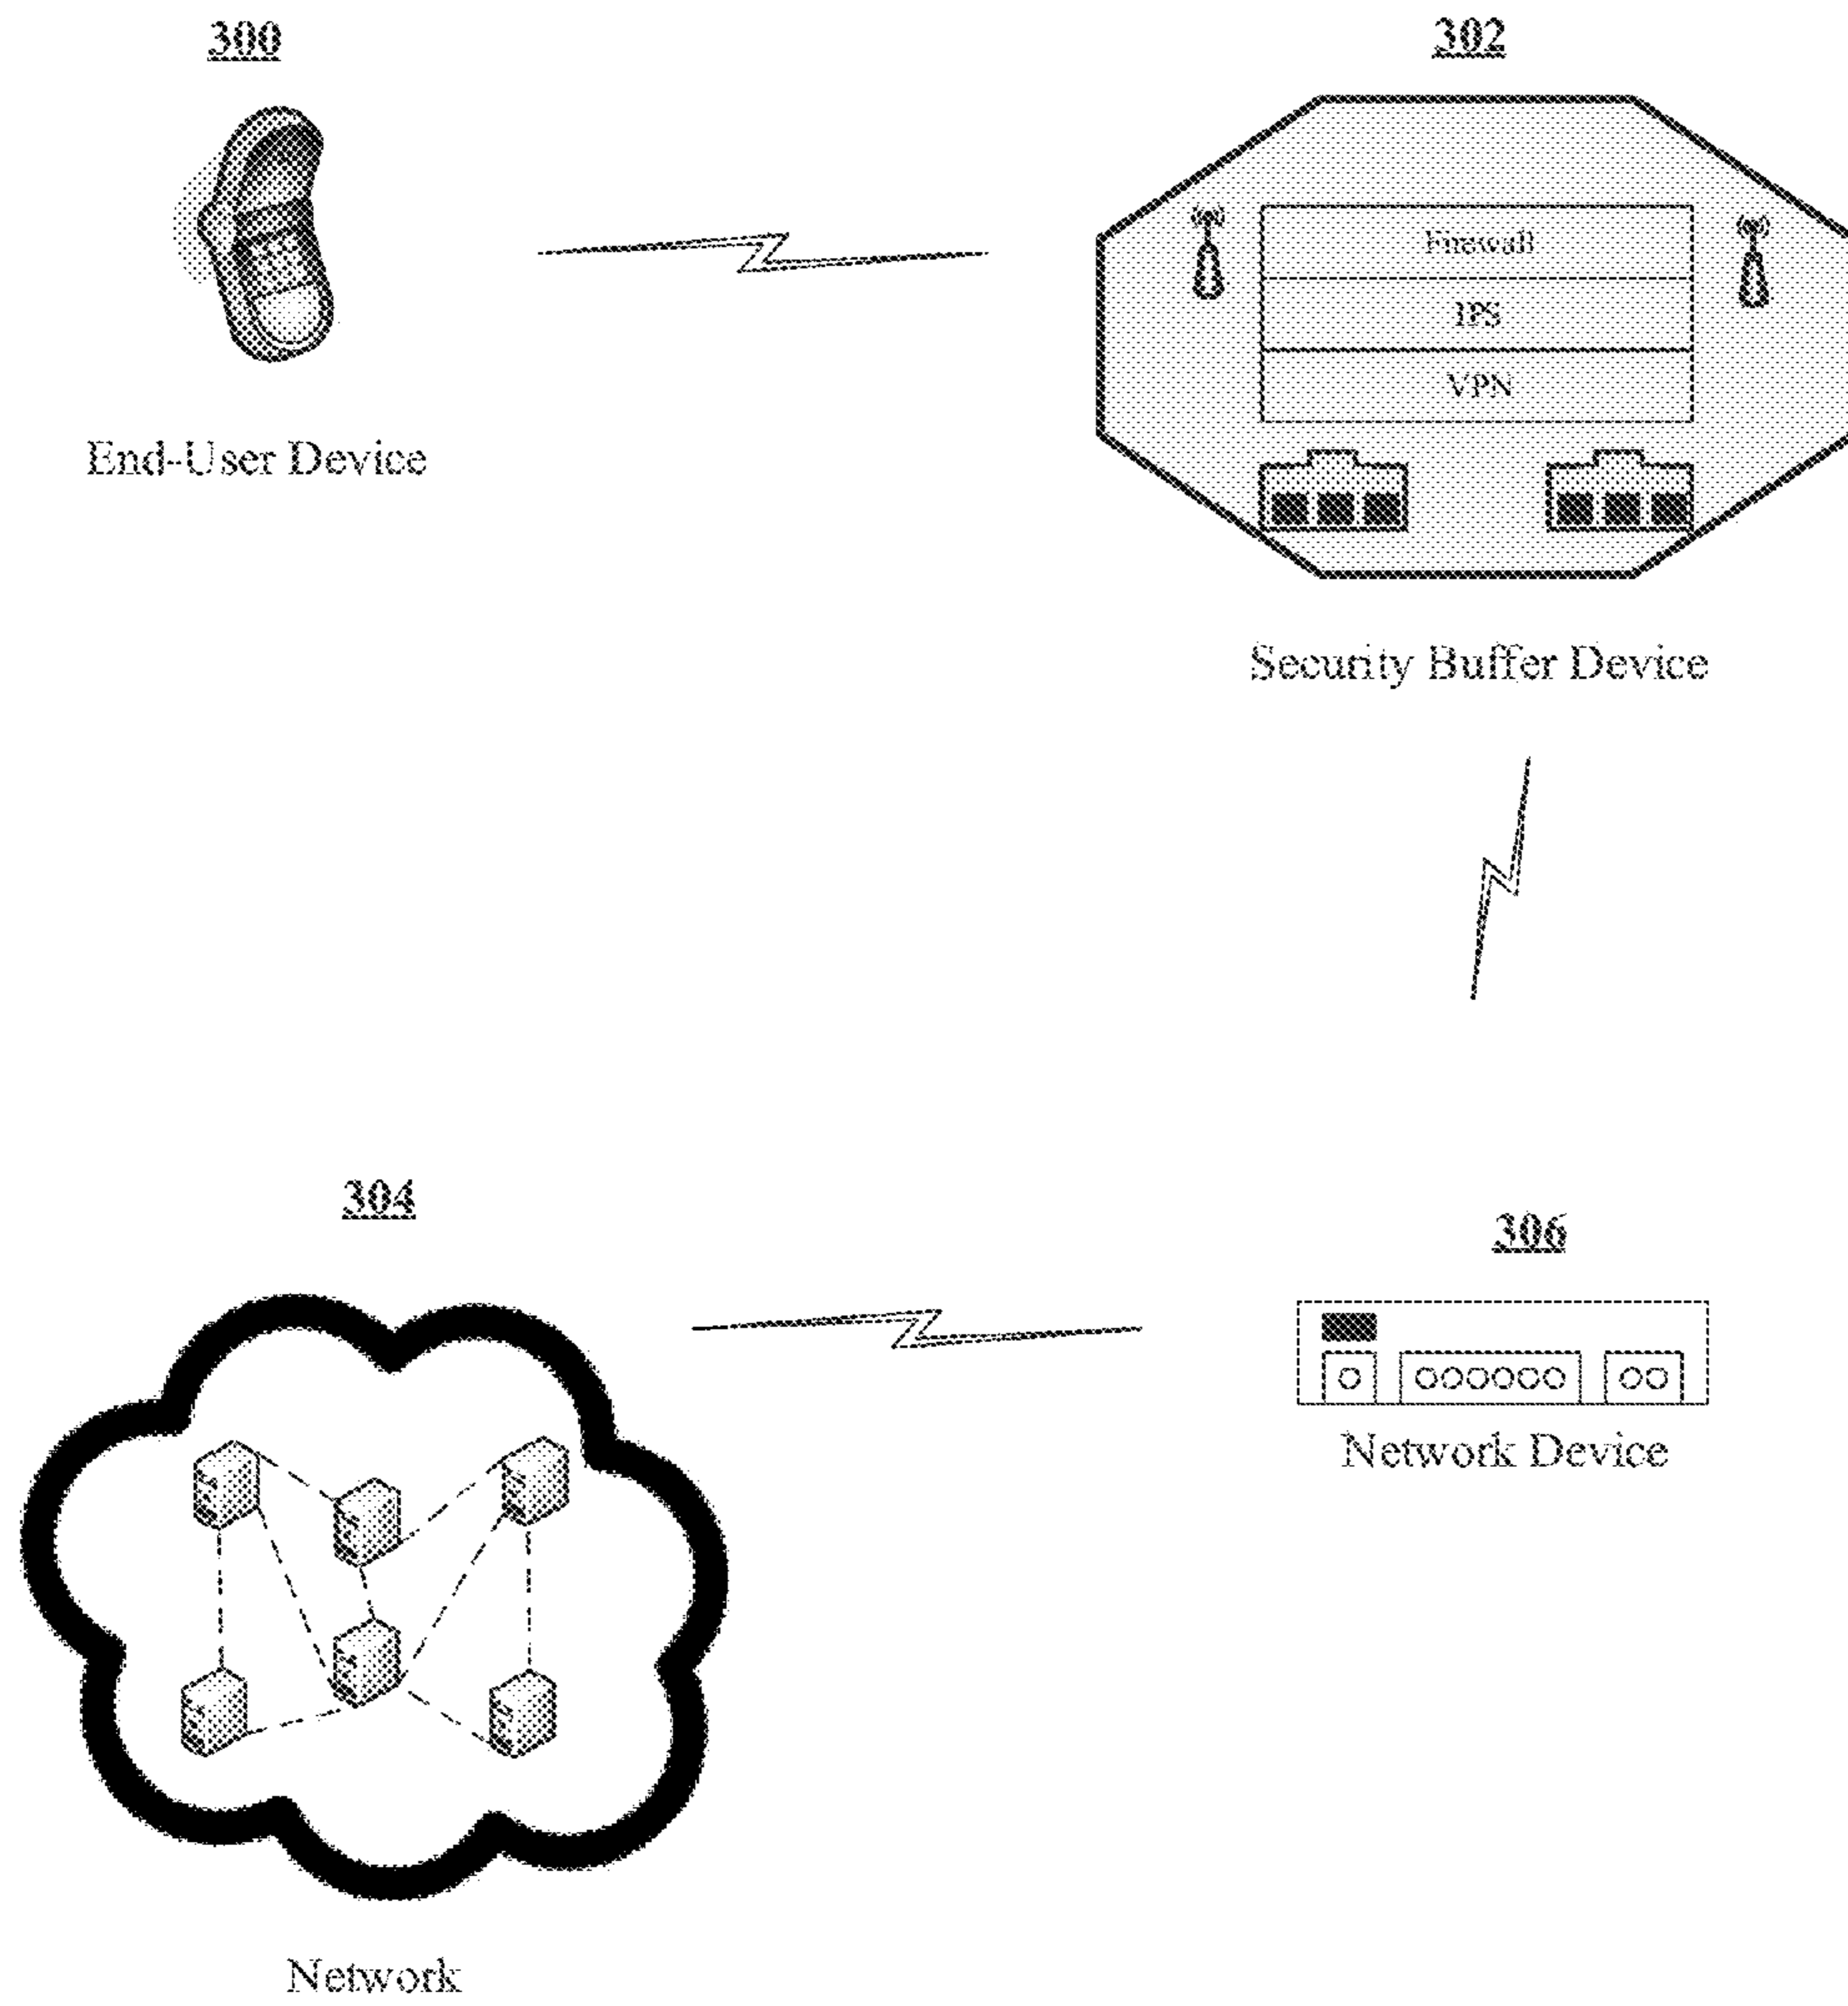 300
302
Firewall
IPS
VPN
End-User Device
Security Buffer Device
304
306
Network Device
Network